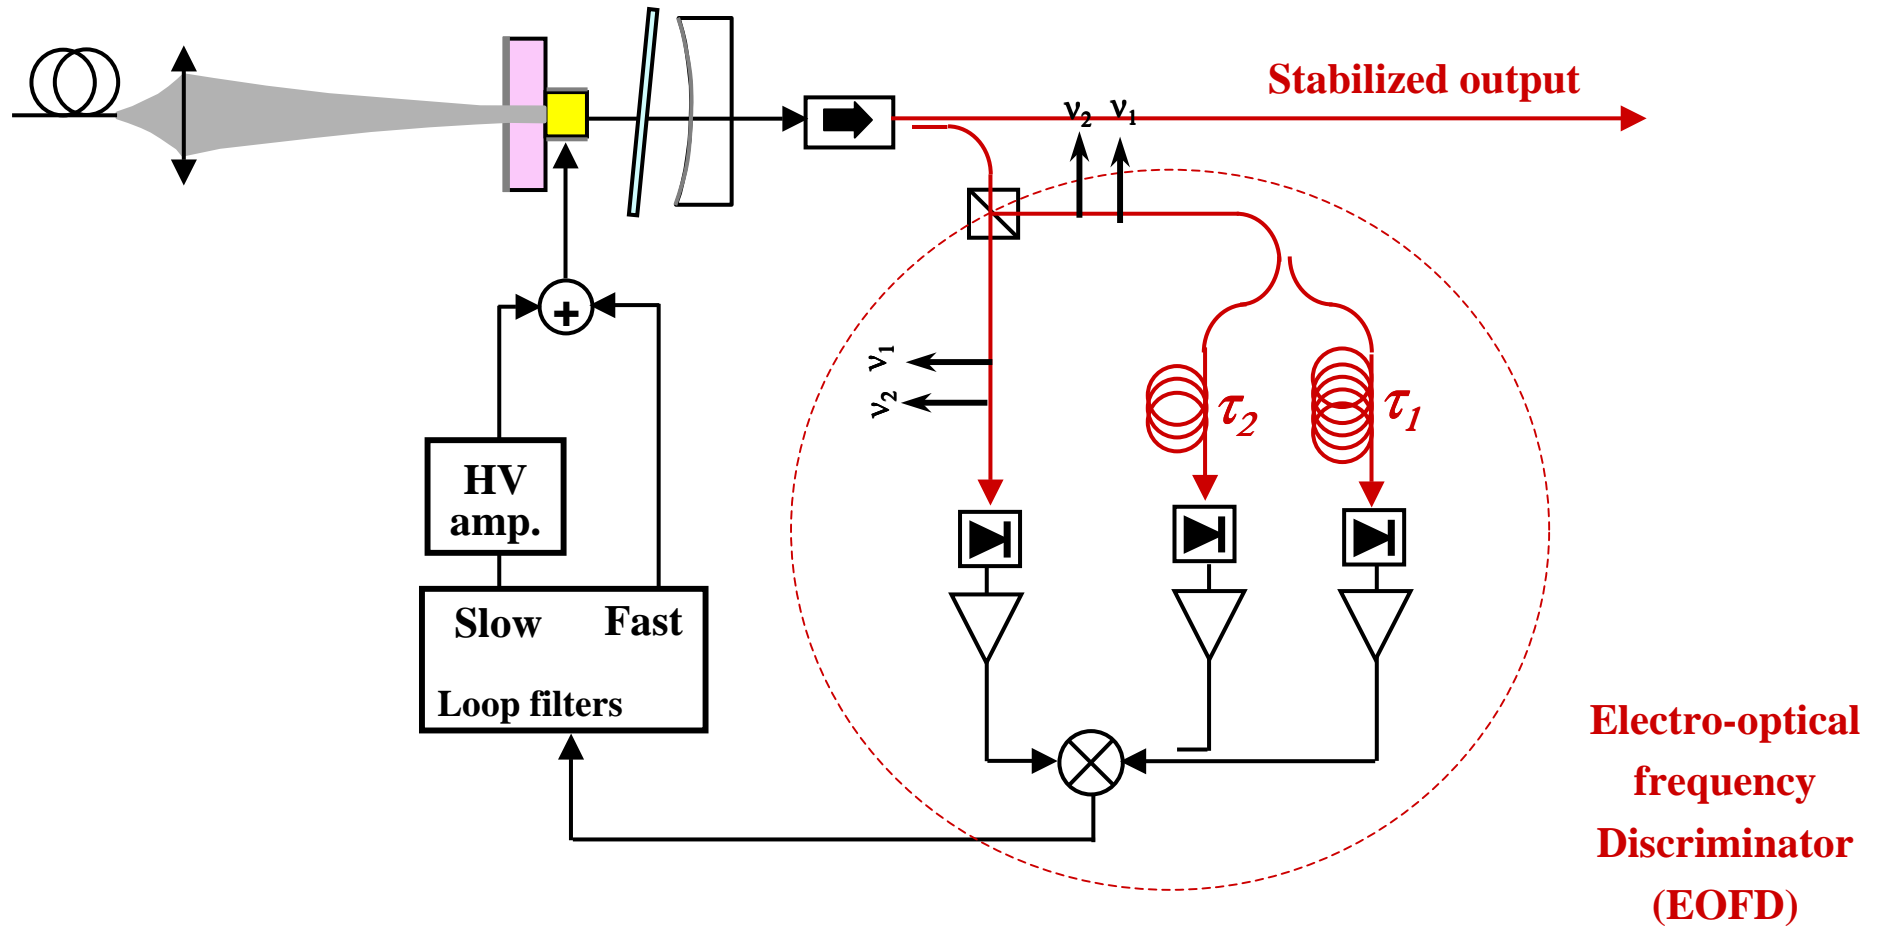 Stabilized output
ν2 ν1
ν1
ν2
τ2
τ1
+
HV
amp.
Slow Fast
Loop filters
Electro-optical
frequency
Discriminator
(EOFD)